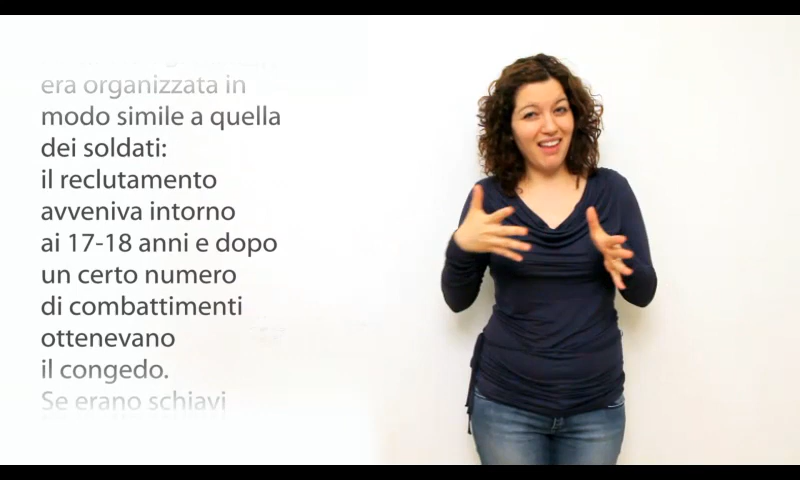 era organizzata in
modo simile a quella
dei soldati:
il reclutamento
avveniva intorno
ai 17-18 anni e dopo
un certo numero
di combattimenti
ottenevano
il congedo.
Se erano schiavi